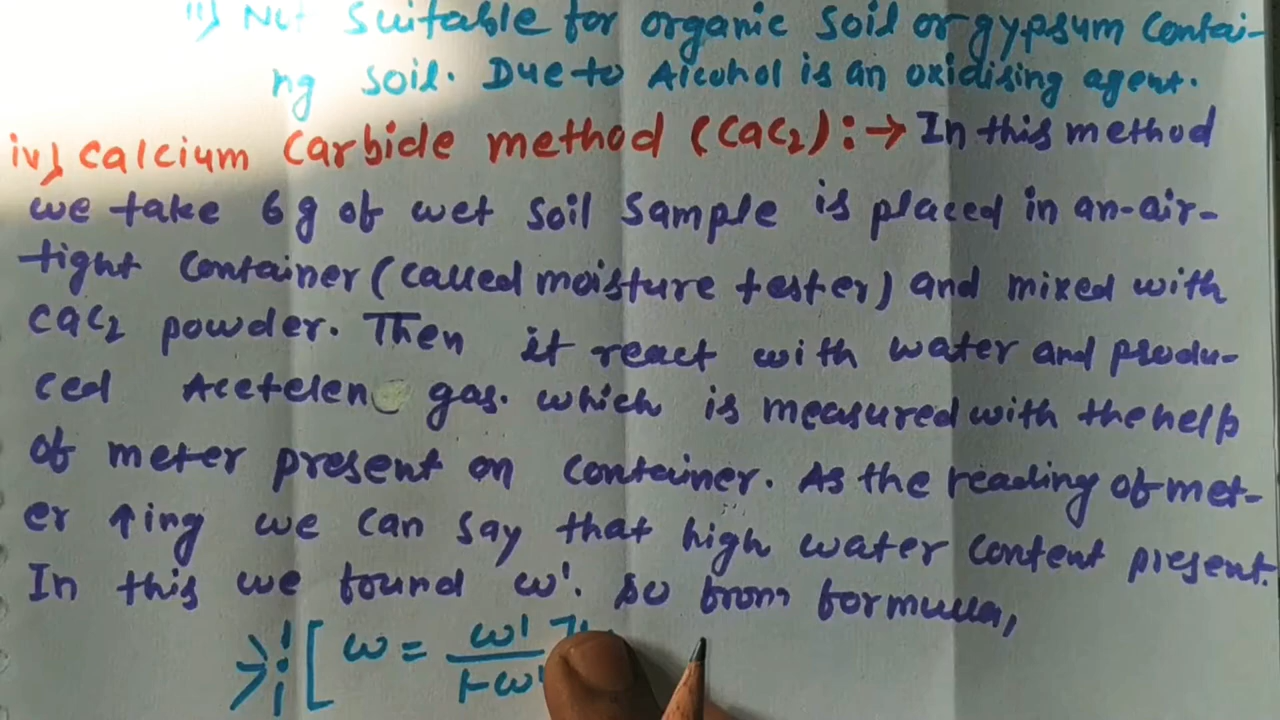 ii) Not suitable for organic soil or gypsum contai-
ng soil. Due to Alcohol is an oxidising agent.
iv) Calcium Carbide method (CaC₂):→ In this method
we take 6g of wet soil sample is placed in an-air-
tight container (called moisture tester) and mixed with
CaC₂ powder. Then it react with water and produ-
ced Acetelen gas. which is measured with the help
of meter present on container. As the reading of met-
er ↑ing we can say that high water content present.
In this we found w'. so from formula,
[ w = w' / 1-w'